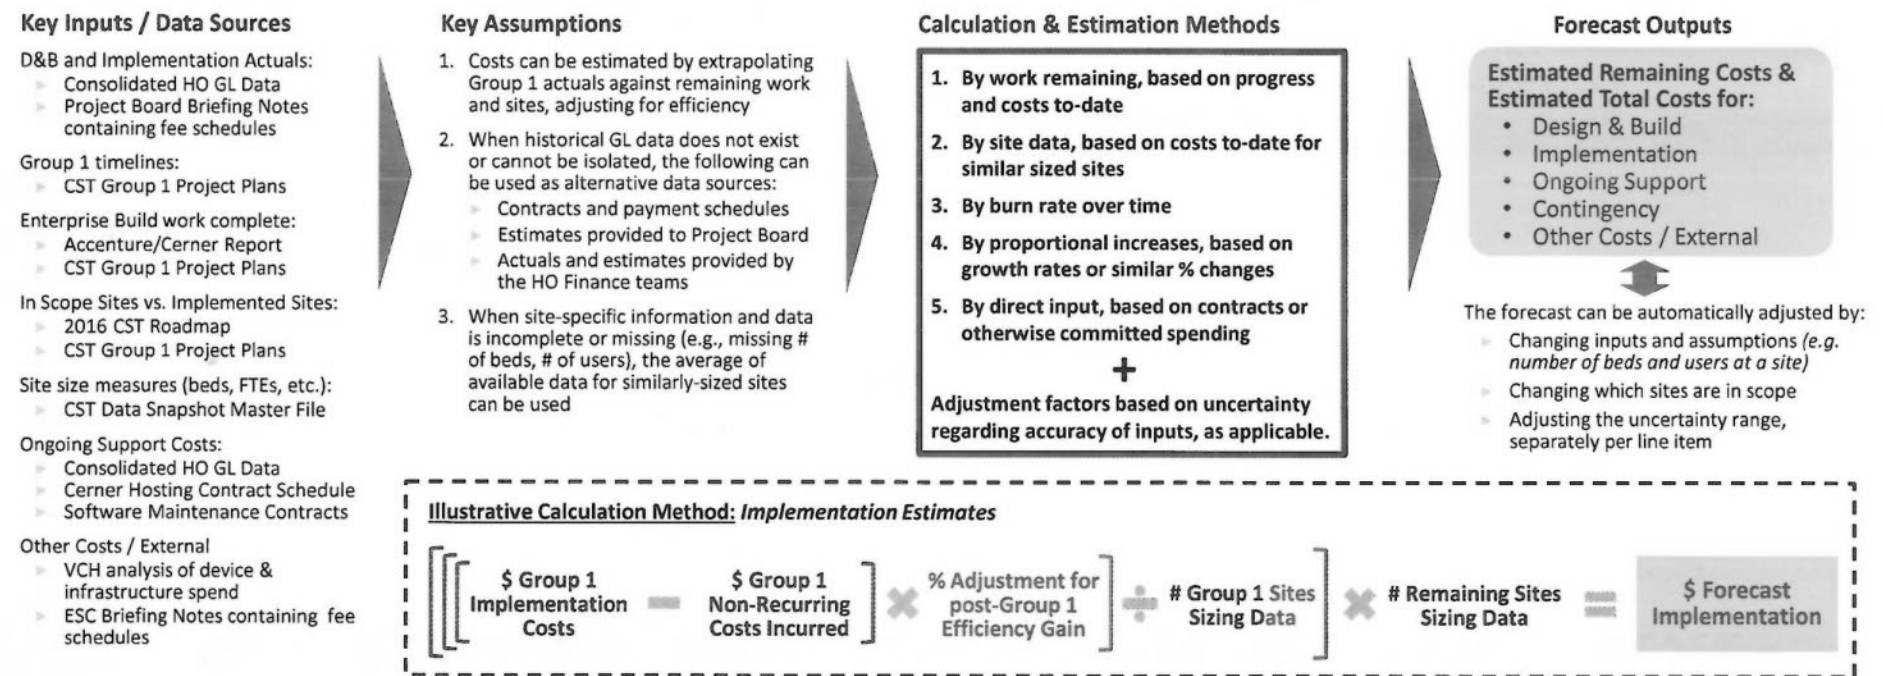 Key Inputs / Data Sources
D&B and Implementation Actuals:
Consolidated HO GL Data
Project Board Briefing Notes
containing fee schedules
Group 1 timelines:
CST Group 1 Project Plans
Enterprise Build work complete:
Accenture/Cerner Report
CST Group 1 Project Plans
In Scope Sites vs. Implemented Sites:
2016 CST Roadmap
CST Group 1 Project Plans
Site size measures (beds, FTEs, etc.):
CST Data Snapshot Master File
Ongoing Support Costs:
Consolidated HO GL Data
Cerner Hosting Contract Schedule
Software Maintenance Contracts
Other Costs / External
VCH analysis of device &
infrastructure spend
ESC Briefing Notes containing fee
schedules
Key Assumptions
1. Costs can be estimated by extrapolating
Group 1 actuals against remaining work
and sites, adjusting for efficiency
2. When historical GL data does not exist
or cannot be isolated, the following can
be used as alternative data sources:
Contracts and payment schedules
Estimates provided to Project Board
Actuals and estimates provided by
the HO Finance teams
3. When site-specific information and data
is incomplete or missing (e.g., missing #
of beds, # of users), the average of
available data for similarly-sized sites
can be used
Calculation & Estimation Methods
1. By work remaining, based on progress
and costs to-date
2. By site data, based on costs to-date for
similar sized sites
3. By burn rate over time
4. By proportional increases, based on
growth rates or similar % changes
5. By direct input, based on contracts or
otherwise committed spending
+
Adjustment factors based on uncertainty
regarding accuracy of inputs, as applicable.
Forecast Outputs
Estimated Remaining Costs &
Estimated Total Costs for:
• Design & Build
• Implementation
• Ongoing Support
• Contingency
• Other Costs / External
The forecast can be automatically adjusted by:
Changing inputs and assumptions (e.g.
number of beds and users at a site)
Changing which sites are in scope
Adjusting the uncertainty range,
separately per line item
Illustrative Calculation Method: Implementation Estimates
[[[ $ Group 1
Implementation
Costs
−
$ Group 1
Non-Recurring
Costs Incurred ]
×
% Adjustment for
post-Group 1
Efficiency Gain ]
÷
# Group 1 Sites
Sizing Data ]
×
# Remaining Sites
Sizing Data
=
$ Forecast
Implementation